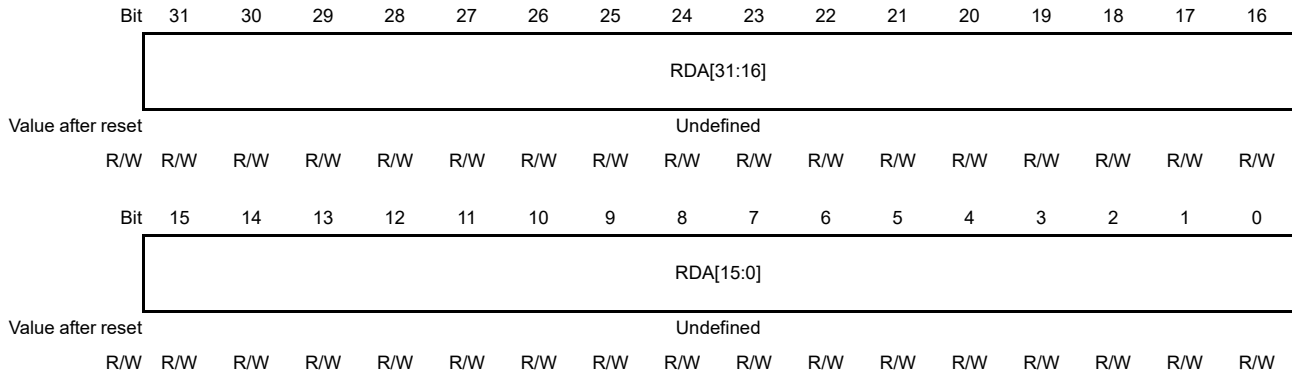 Bit 31 30 29 28 27 26 25 24 23 22 21 20 19 18 17 16
RDA[31:16]
Value after reset Undefined
R/W R/W R/W R/W R/W R/W R/W R/W R/W R/W R/W R/W R/W R/W R/W R/W R/W
Bit 15 14 13 12 11 10 9 8 7 6 5 4 3 2 1 0
RDA[15:0]
Value after reset Undefined
R/W R/W R/W R/W R/W R/W R/W R/W R/W R/W R/W R/W R/W R/W R/W R/W R/W